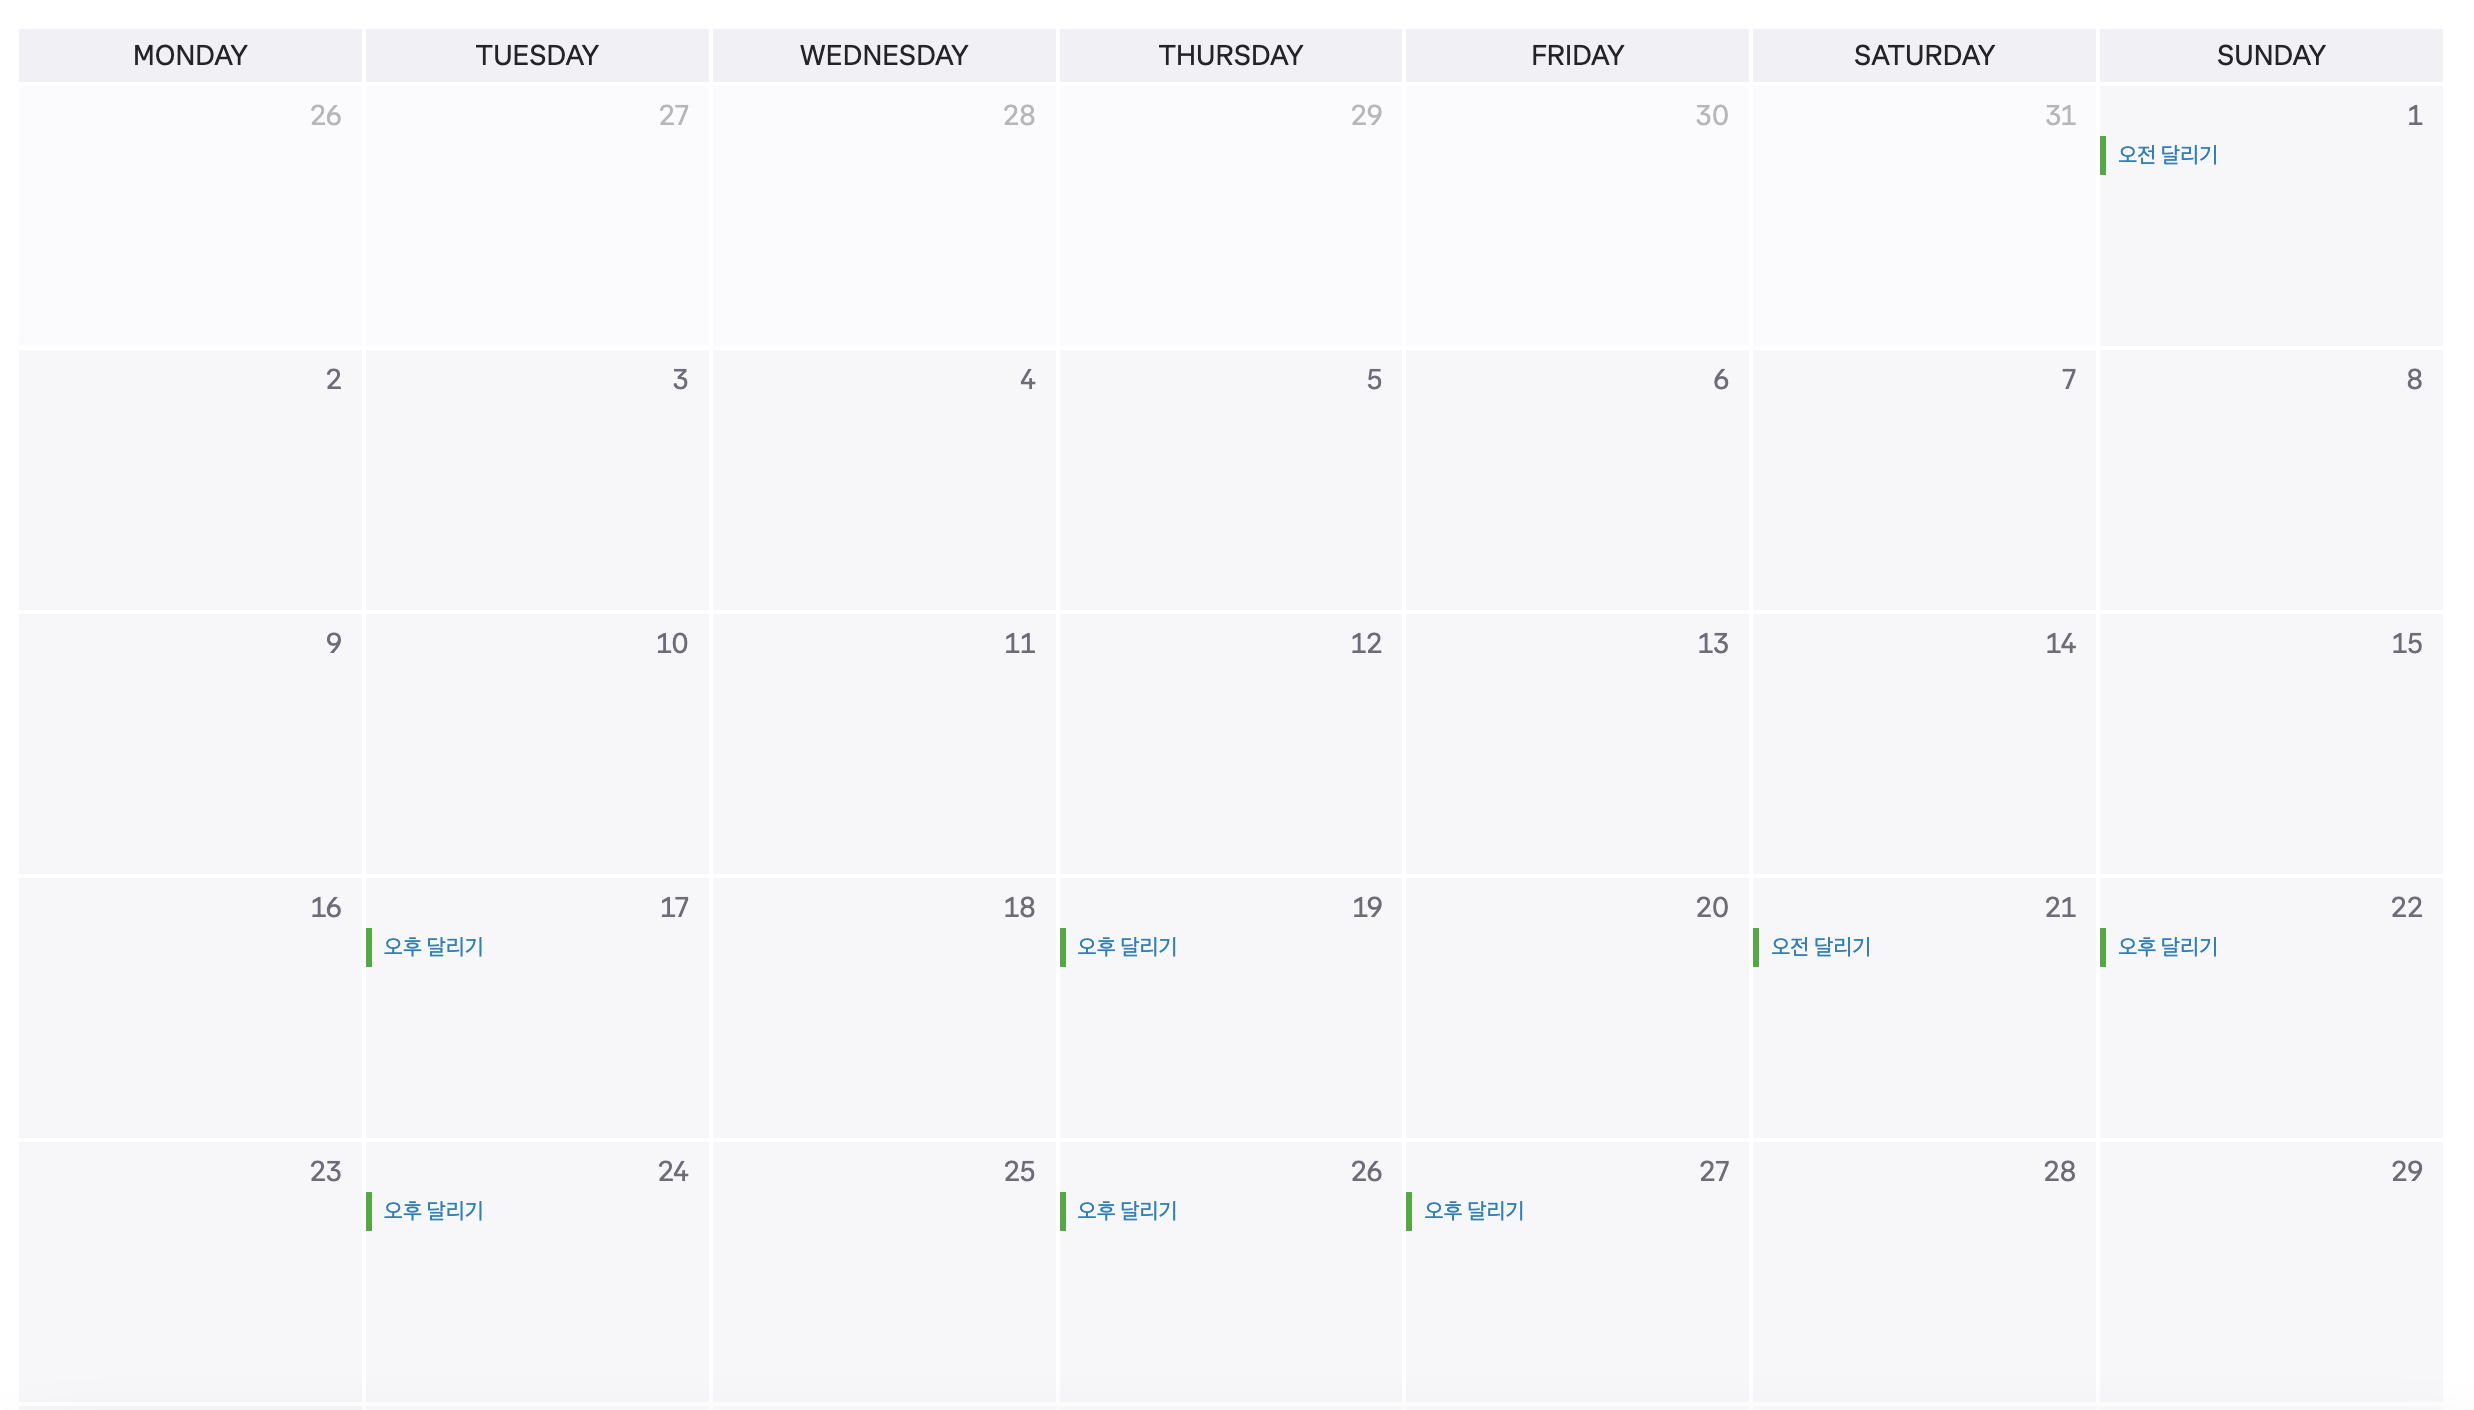 MONDAY TUESDAY WEDNESDAY THURSDAY FRIDAY SATURDAY SUNDAY
26 27 28 29 30 31 1
오전 달리기
2 3 4 5 6 7 8
9 10 11 12 13 14 15
16 17 18 19 20 21 22
오후 달리기 오후 달리기 오전 달리기 오후 달리기
23 24 25 26 27 28 29
오후 달리기 오후 달리기 오후 달리기